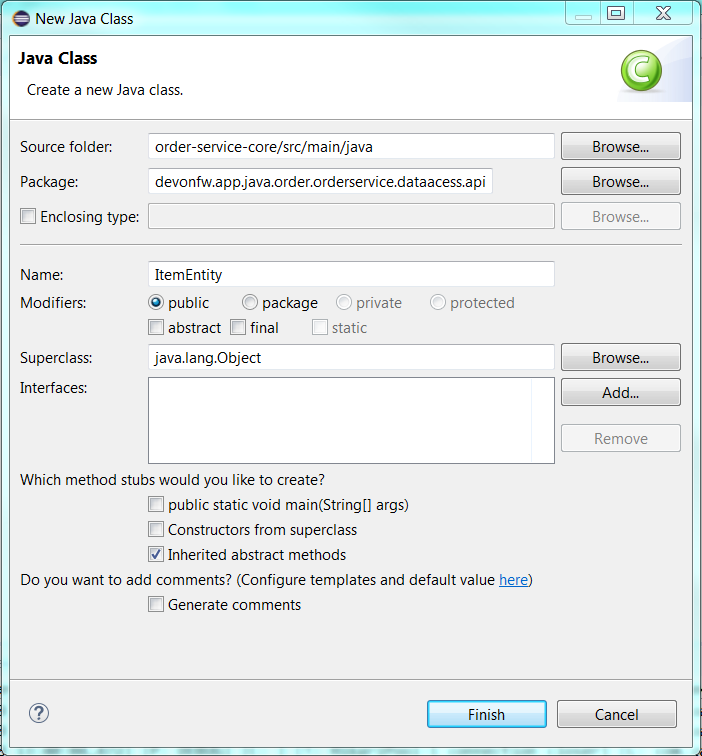 New Java Class
Java Class
Create a new Java class.
C
Source folder: order-service-core/src/main/java Browse...
Package: devonfw.app.java.order.orderservice.dataacess.api Browse...
Enclosing type: Browse...
Name: ItemEntity
Modifiers: public package private protected
abstract final static
Superclass: java.lang.Object Browse...
Interfaces: Add...
Remove
Which method stubs would you like to create?
public static void main(String[] args)
Constructors from superclass
Inherited abstract methods
Do you want to add comments? (Configure templates and default value here)
Generate comments
? Finish Cancel